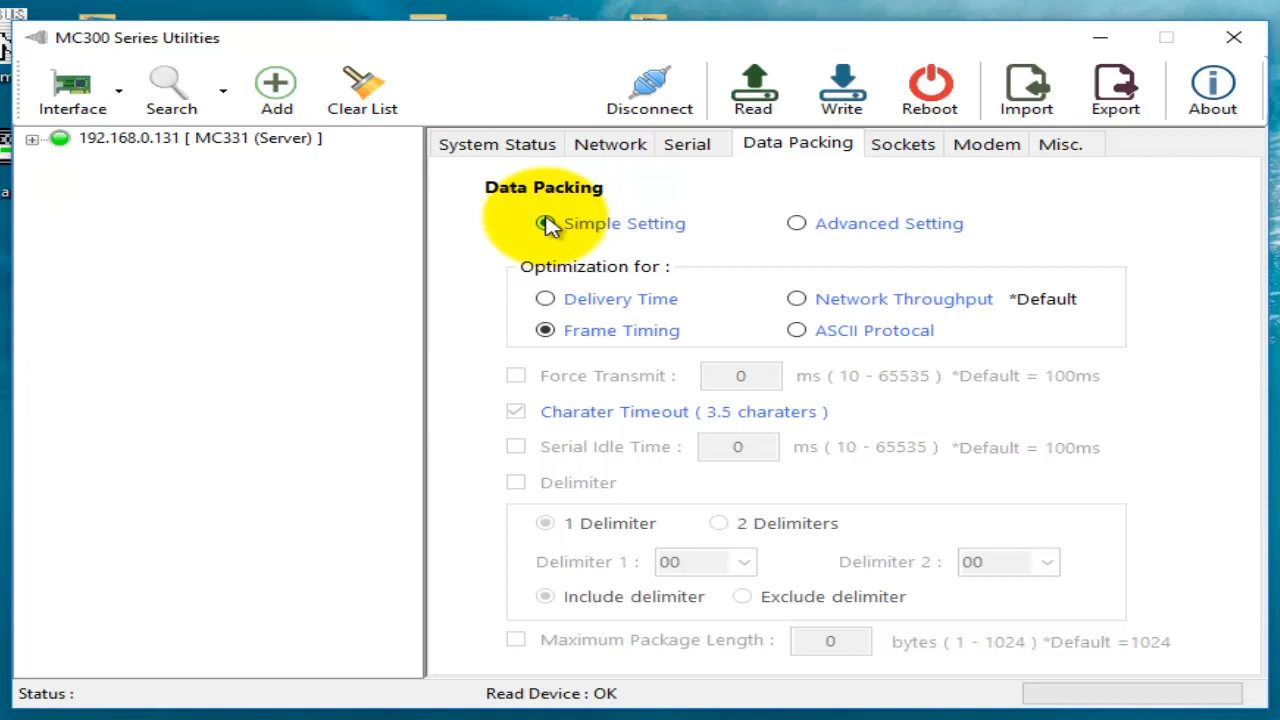 MC300 Series Utilities
Interface Search Add Clear List Disconnect Read Write Reboot Import Export About
192.168.0.131 [ MC331 (Server) ]
System Status Network Serial Data Packing Sockets Modem Misc.
Data Packing
Simple Setting Advanced Setting
Optimization for :
Delivery Time Network Throughput *Default
Frame Timing ASCII Protocal
Force Transmit : 0 ms ( 10 - 65535 ) *Default = 100ms
Charater Timeout ( 3.5 charaters )
Serial Idle Time : 0 ms ( 10 - 65535 ) *Default = 100ms
Delimiter
1 Delimiter 2 Delimiters
Delimiter 1 : 00 Delimiter 2 : 00
Include delimiter Exclude delimiter
Maximum Package Length : 0 bytes ( 1 - 1024 ) *Default =1024
Status : Read Device : OK